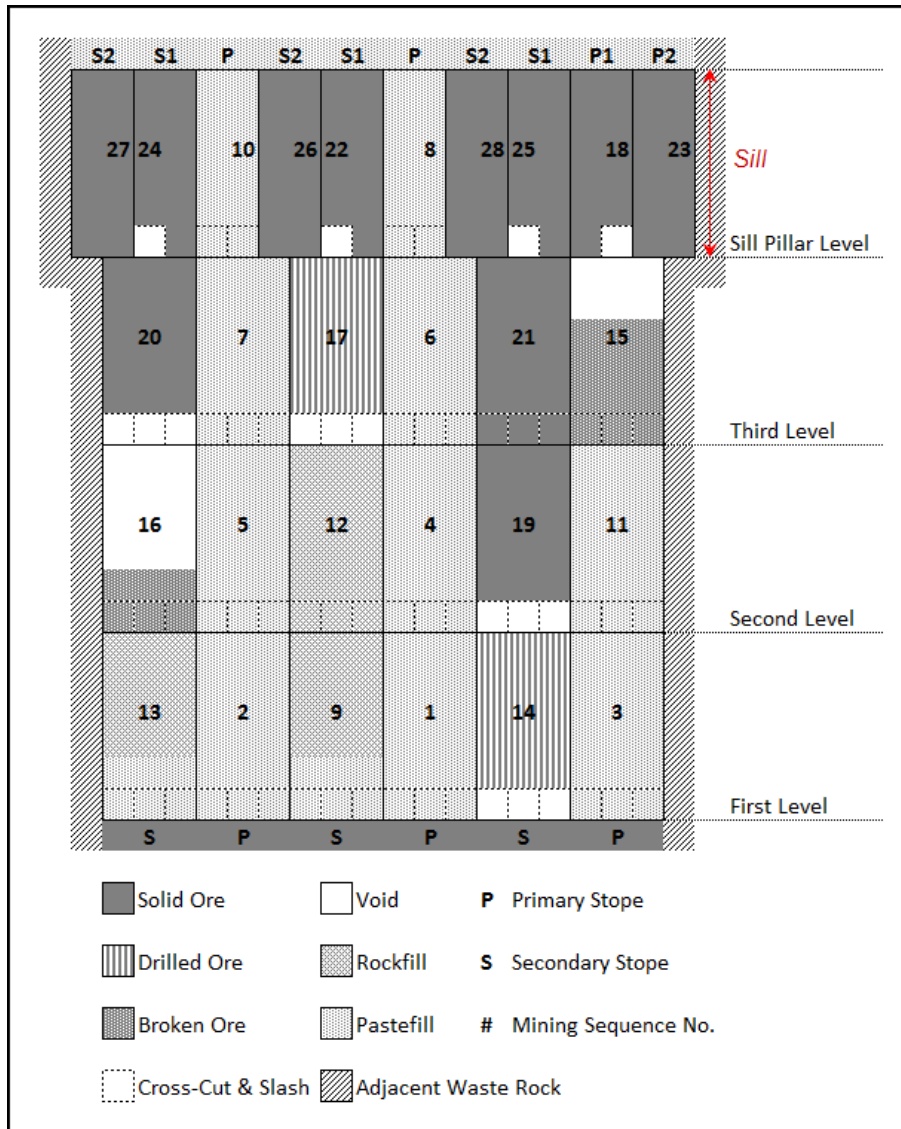 S2 S1 P S2 S1 P S2 S1 P1 P2
27 24 10 26 22 8 28 25 18 23
Sill
Sill Pillar Level
20 7 17 6 21 15
Third Level
16 5 12 4 19 11
Second Level
13 2 9 1 14 3
First Level
S P S P S P
Solid Ore Void P Primary Stope
Drilled Ore Rockfill S Secondary Stope
Broken Ore Pastefill # Mining Sequence No.
Cross-Cut & Slash Adjacent Waste Rock